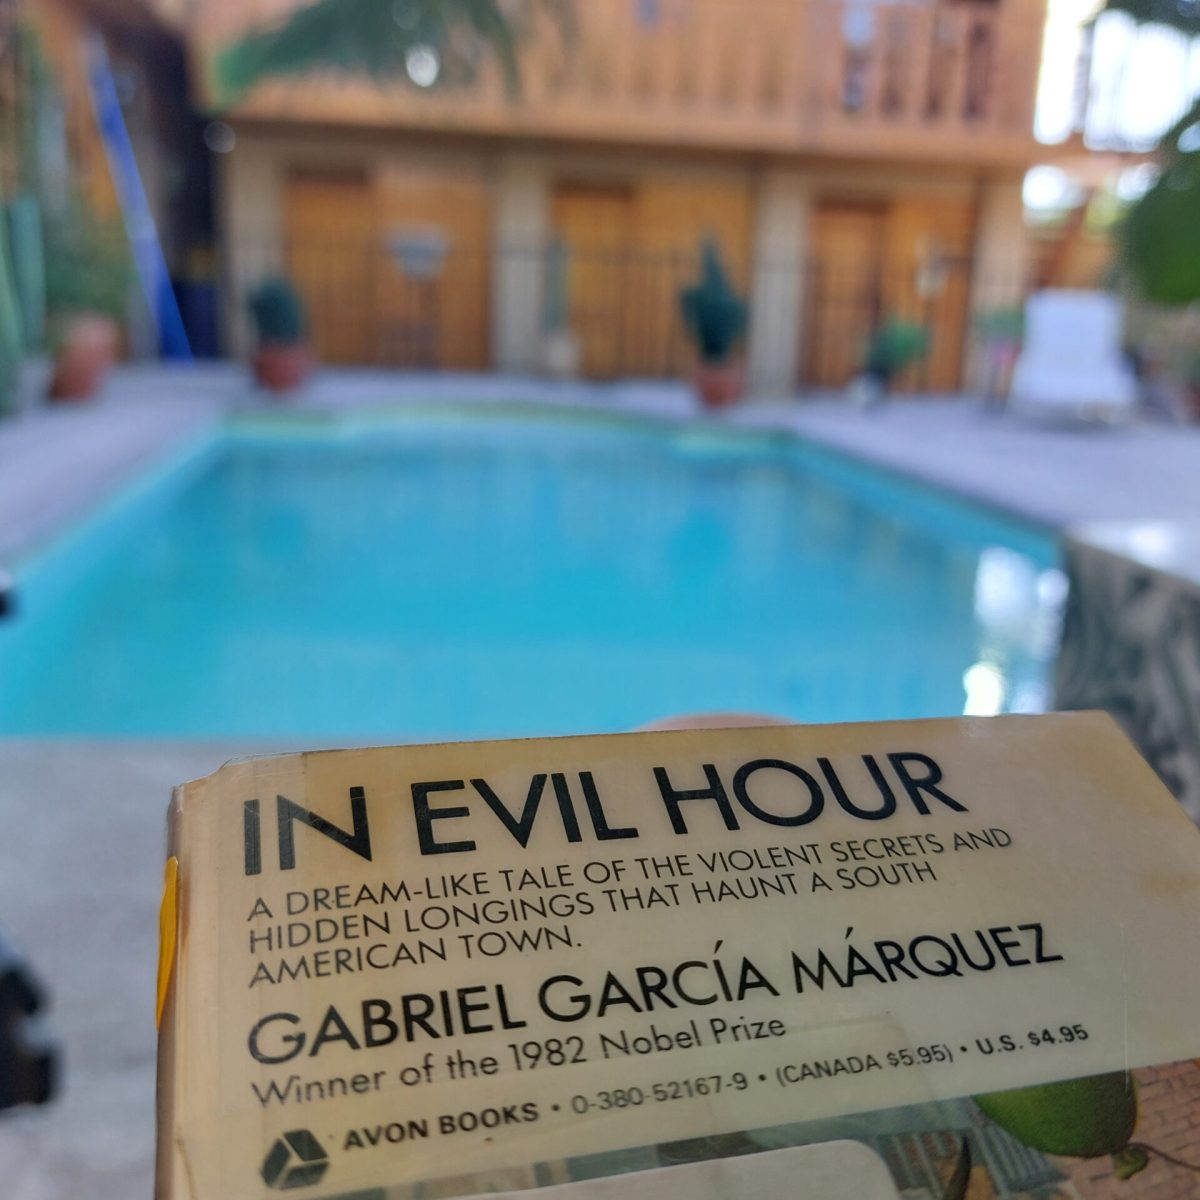 IN EVIL HOUR
A DREAM-LIKE TALE OF THE VIOLENT SECRETS AND
HIDDEN LONGINGS THAT HAUNT A SOUTH
AMERICAN TOWN.
GABRIEL GARCÍA MÁRQUEZ
Winner of the 1982 Nobel Prize
AVON BOOKS • 0-380-52167-9 • (CANADA $5.95) • U.S. $4.95